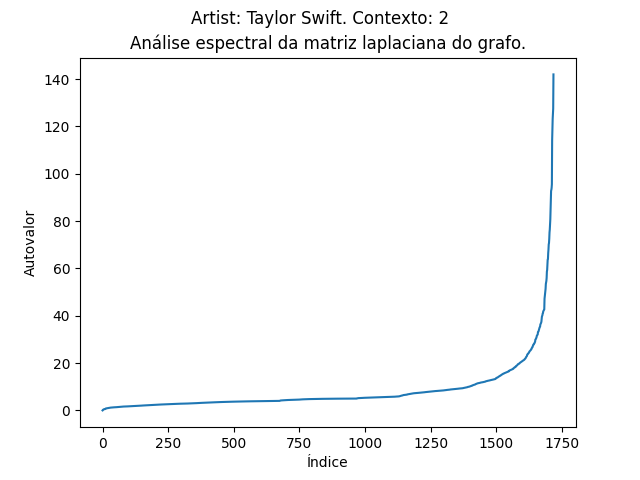 Artist: Taylor Swift. Contexto: 2
Análise espectral da matriz laplaciana do grafo.
140
120
100
80
60
40
20
0
Autovalor
0 250 500 750 1000 1250 1500 1750
Índice